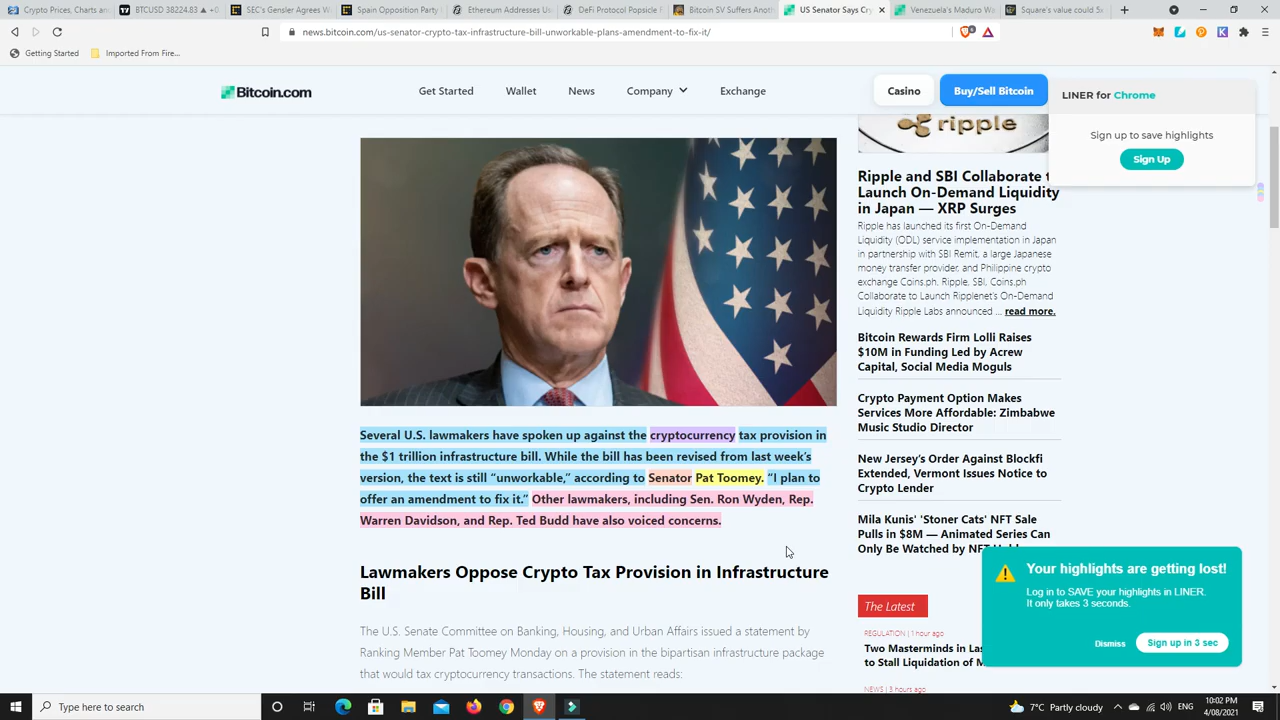 Crypto Prices, Charts and
BTCUSD 38224.83 ▲ +0.
SEC's Gensler Agrees W
Spain Opposition Party
Ethereum Addresses Us
DeFi Protocol Popsicle F
Bitcoin SV Suffers Anot
US Senator Says Cry
Venezuela's Maduro Wa
Square's value could 5x
news.bitcoin.com/us-senator-crypto-tax-infrastructure-bill-unworkable-plans-amendment-to-fix-it/
Getting Started
Imported From Fire...
Bitcoin.com
Get Started
Wallet
News
Company
Exchange
Casino
Buy/Sell Bitcoin
LINER for Chrome
Sign up to save highlights
Sign Up
ripple
Ripple and SBI Collaborate t
Launch On-Demand Liquidity
in Japan — XRP Surges
Ripple has launched its first On-Demand
Liquidity (ODL) service implementation in Japan
in partnership with SBI Remit, a large Japanese
money transfer provider, and Philippine crypto
exchange Coins.ph. Ripple, SBI, Coins.ph
Collaborate to Launch Ripplenet's On-Demand
Liquidity Ripple Labs announced ... read more.
Bitcoin Rewards Firm Lolli Raises
$10M in Funding Led by Acrew
Capital, Social Media Moguls
Crypto Payment Option Makes
Services More Affordable: Zimbabwe
Music Studio Director
New Jersey's Order Against Blockfi
Extended, Vermont Issues Notice to
Crypto Lender
Mila Kunis' 'Stoner Cats' NFT Sale
Pulls in $8M — Animated Series Can
Only Be Watched by NFT
The Latest
REGULATION | 1 hour ago
Two Masterminds in Las
to Stall Liquidation of M
NEWS | 3 hours ago
Several U.S. lawmakers have spoken up against the cryptocurrency tax provision in
the $1 trillion infrastructure bill. While the bill has been revised from last week's
version, the text is still “unworkable,” according to Senator Pat Toomey. “I plan to
offer an amendment to fix it.” Other lawmakers, including Sen. Ron Wyden, Rep.
Warren Davidson, and Rep. Ted Budd have also voiced concerns.
Lawmakers Oppose Crypto Tax Provision in Infrastructure
Bill
The U.S. Senate Committee on Banking, Housing, and Urban Affairs issued a statement by
Ranking Member Pat Toomey Monday on a provision in the bipartisan infrastructure package
that would tax cryptocurrency transactions. The statement reads:
Your highlights are getting lost!
Log in to SAVE your highlights in LINER.
It only takes 3 seconds.
Dismiss
Sign up in 3 sec
Type here to search
7°C Partly cloudy
10:02 PM
4/08/2021